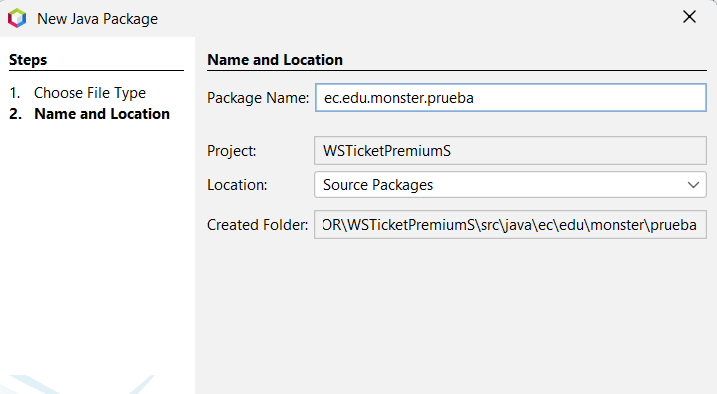 New Java Package
Steps
1. Choose File Type
2. Name and Location
Name and Location
Package Name: ec.edu.monster.prueba
Project: WSTicketPremiumS
Location: Source Packages
Created Folder: OR\WSTicketPremiumS\src\java\ec\edu\monster\prueba